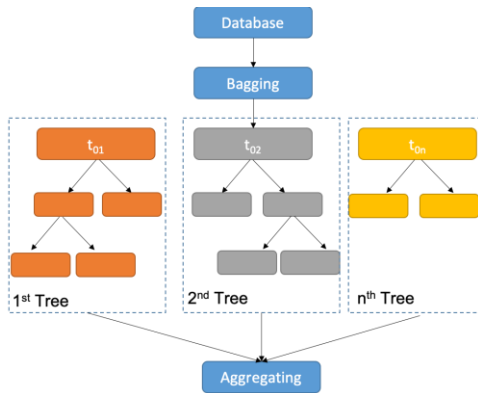 Database
Bagging
t₀₁
t₀₂
t₀ₙ
1ˢᵗ Tree
2ⁿᵈ Tree
nᵗʰ Tree
Aggregating